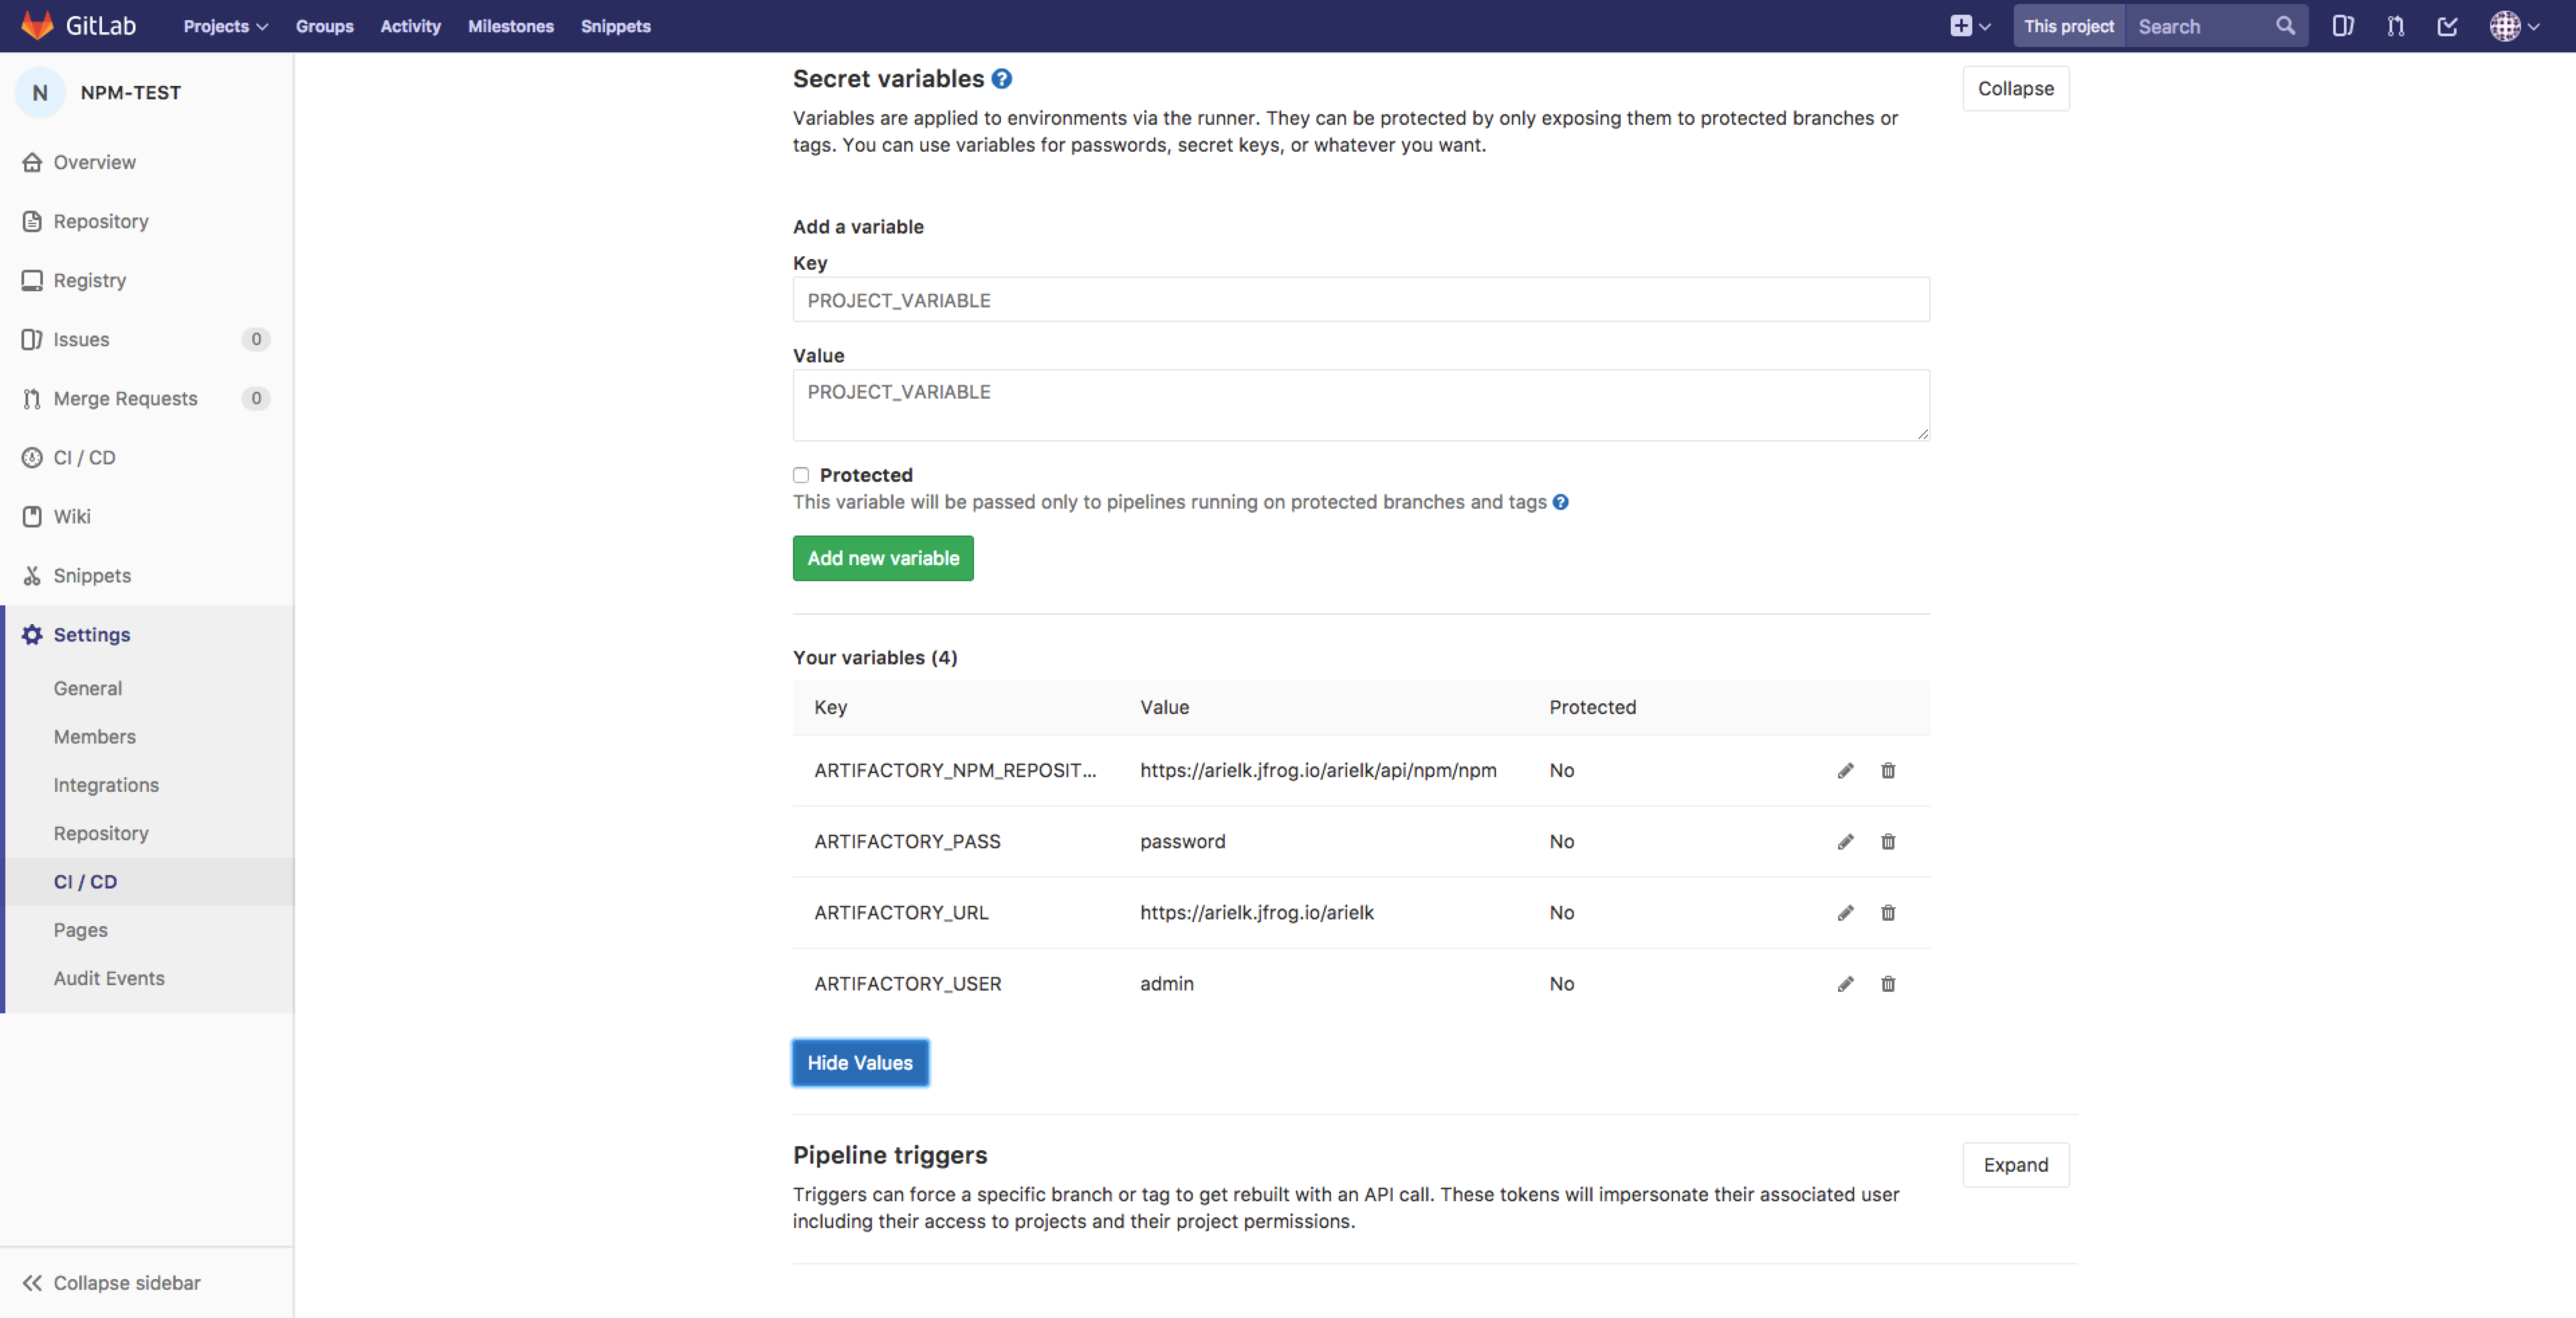 GitLab Projects Groups Activity Milestones Snippets This project Search
N NPM-TEST
Overview
Repository
Registry
Issues 0
Merge Requests 0
CI / CD
Wiki
Snippets
Settings
General
Members
Integrations
Repository
CI / CD
Pages
Audit Events
Collapse sidebar
Secret variables
Collapse
Variables are applied to environments via the runner. They can be protected by only exposing them to protected branches or
tags. You can use variables for passwords, secret keys, or whatever you want.
Add a variable
Key
PROJECT_VARIABLE
Value
PROJECT_VARIABLE
Protected
This variable will be passed only to pipelines running on protected branches and tags
Add new variable
Your variables (4)
Key Value Protected
ARTIFACTORY_NPM_REPOSIT... https://arielk.jfrog.io/arielk/api/npm/npm No
ARTIFACTORY_PASS password No
ARTIFACTORY_URL https://arielk.jfrog.io/arielk No
ARTIFACTORY_USER admin No
Hide Values
Pipeline triggers
Expand
Triggers can force a specific branch or tag to get rebuilt with an API call. These tokens will impersonate their associated user
including their access to projects and their project permissions.